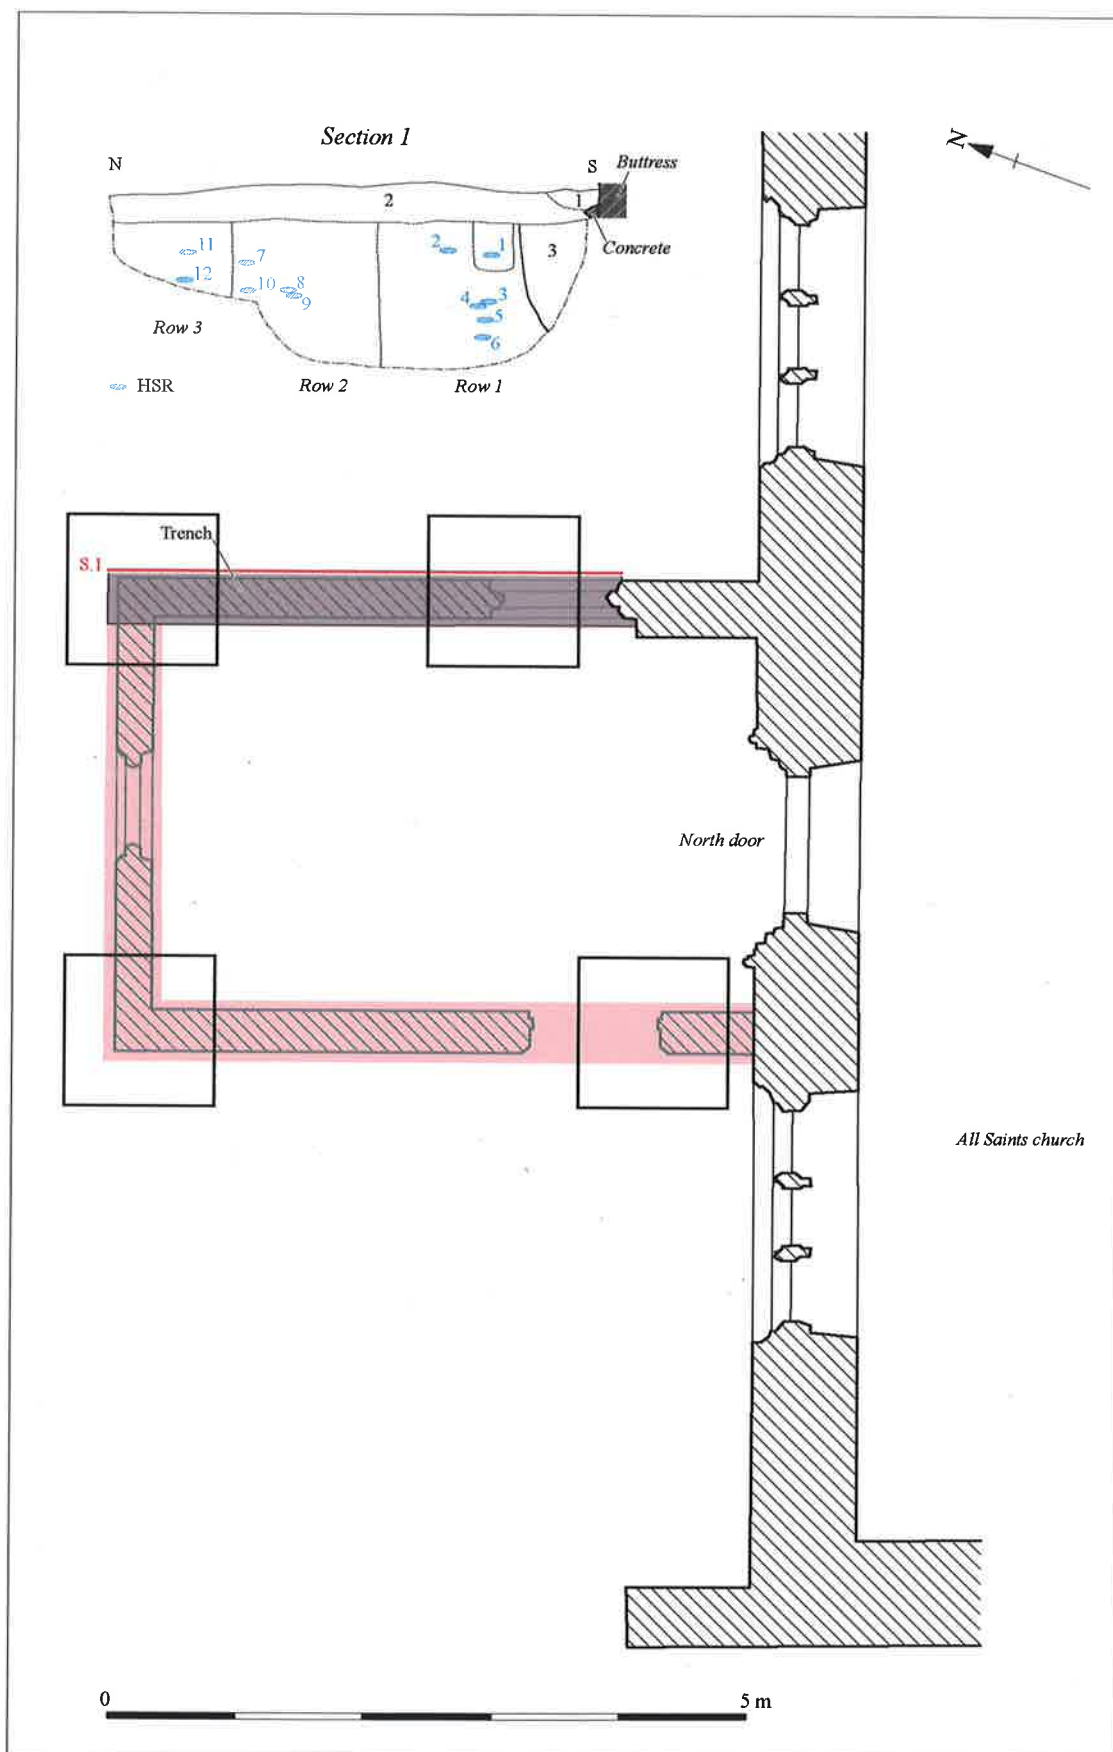 Section 1
N
N
S
Buttress
2
1
Concrete
3
2
1
11
7
12
10
8
9
4
3
5
6
Row 3
Row 2
Row 1
HSR
Trench
S.1
North door
All Saints church
0
5 m